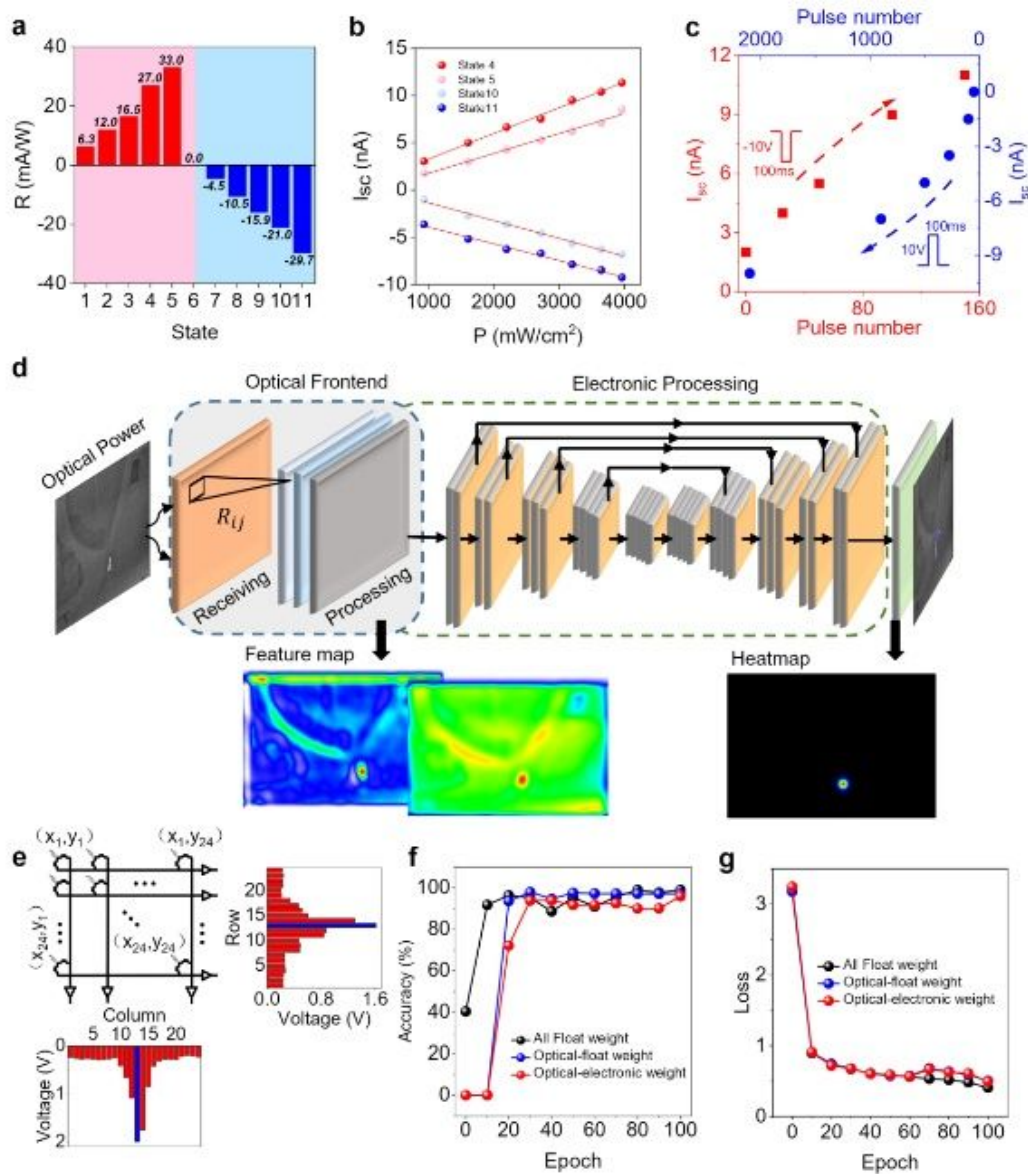 a
R (mA/W)
40
20
0
-20
-40
6.3
12.0
16.5
27.0
33.0
0.0
-4.5
-10.5
-15.9
-21.0
-29.7
1 2 3 4 5 6 7 8 9 10 11
State
b
Isc (nA)
15
10
5
0
-5
-10
State 4
State 5
State10
State11
1000 2000 3000 4000
P (mW/cm²)
c
Pulse number
2000 1000 0
Isc (nA)
12
9
6
3
0
-10V
100ms
100ms
10V
0
-3
-6
-9
Isc (nA)
0 80 160
Pulse number
d
Optical Frontend
Electronic Processing
Optical Power
Rij
Receiving
Processing
Feature map
Heatmap
e
(x1,y1)
(x1,y24)
(x24,y1)
(x24,y24)
Row
20
15
10
5
0.0 0.8 1.6
Voltage (V)
Column
5 10 15 20
Voltage (V)
0
1
2
f
Accuracy (%)
100
80
60
40
20
0
All Float weight
Optical-float weight
Optical-electronic weight
0 20 40 60 80 100
Epoch
g
Loss
3
2
1
0
All Float weight
Optical-float weight
Optical-electronic weight
0 20 40 60 80 100
Epoch